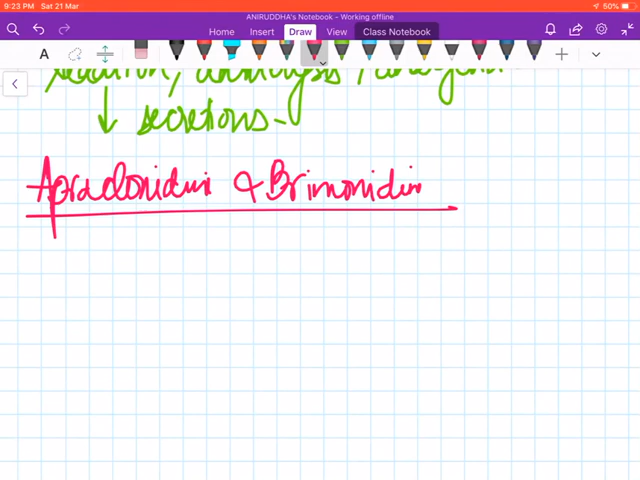 9:23 PM Sat 21 Mar
50%
ANIRUDDHA's Notebook - Working offline
Home Insert Draw View Class Notebook
A
↓ secretions-
Apraclonidin & Brimonidin